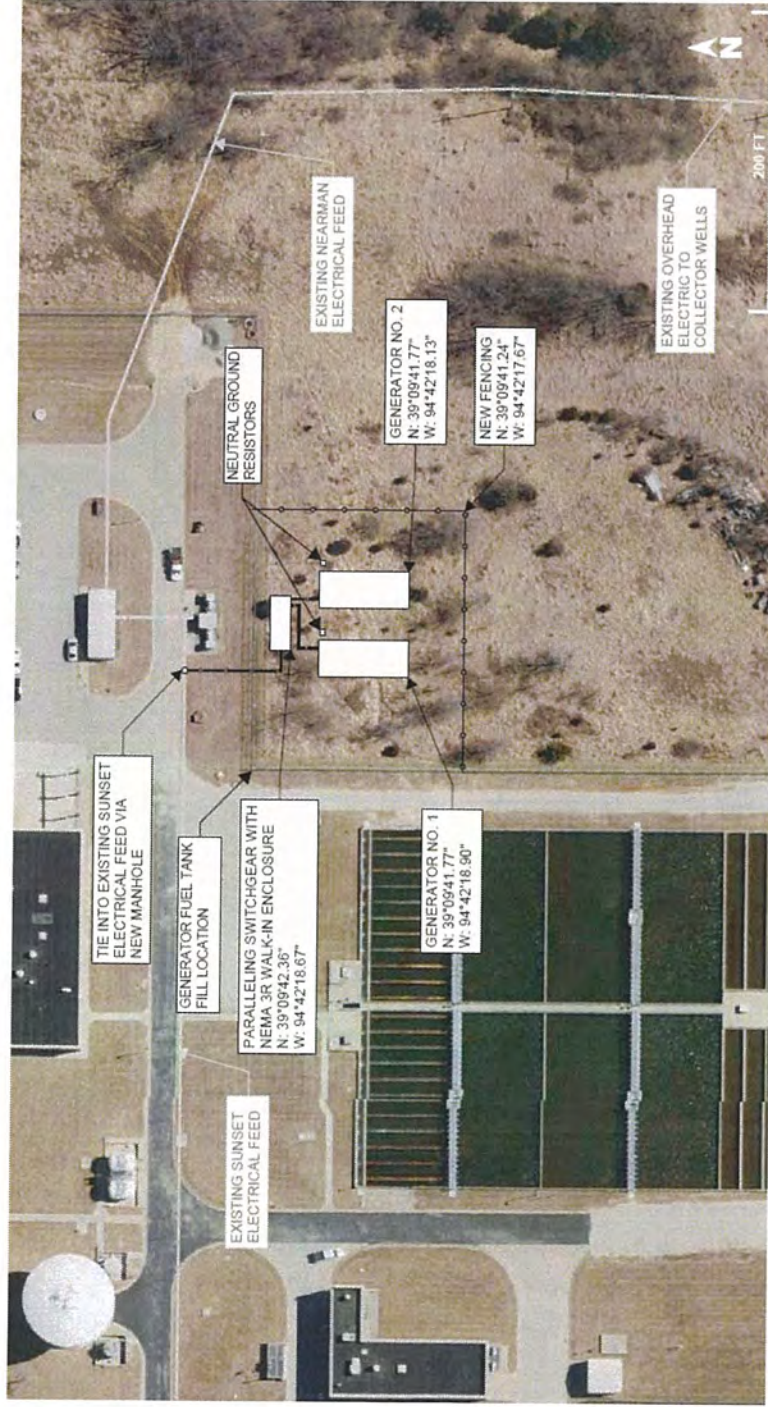 EXISTING SUNSET
ELECTRICAL FEED
TIE INTO EXISTING SUNSET
ELECTRICAL FEED VIA
NEW MANHOLE
GENERATOR FUEL TANK
FILL LOCATION
PARALLELING SWITCHGEAR WITH
NEMA 3R WALK-IN ENCLOSURE
N: 39°09'42.36"
W: 94°42'18.67"
GENERATOR NO. 1
N: 39°09'41.77"
W: 94°42'18.90"
NEUTRAL GROUND
RESISTORS
EXISTING NEARMAN
ELECTRICAL FEED
GENERATOR NO. 2
N: 39°09'41.77"
W: 94°42'18.13"
NEW FENCING
N: 39°09'41.24"
W: 94°42'17.67"
EXISTING OVERHEAD
ELECTRIC TO
COLLECTOR WELLS
N
200 FT